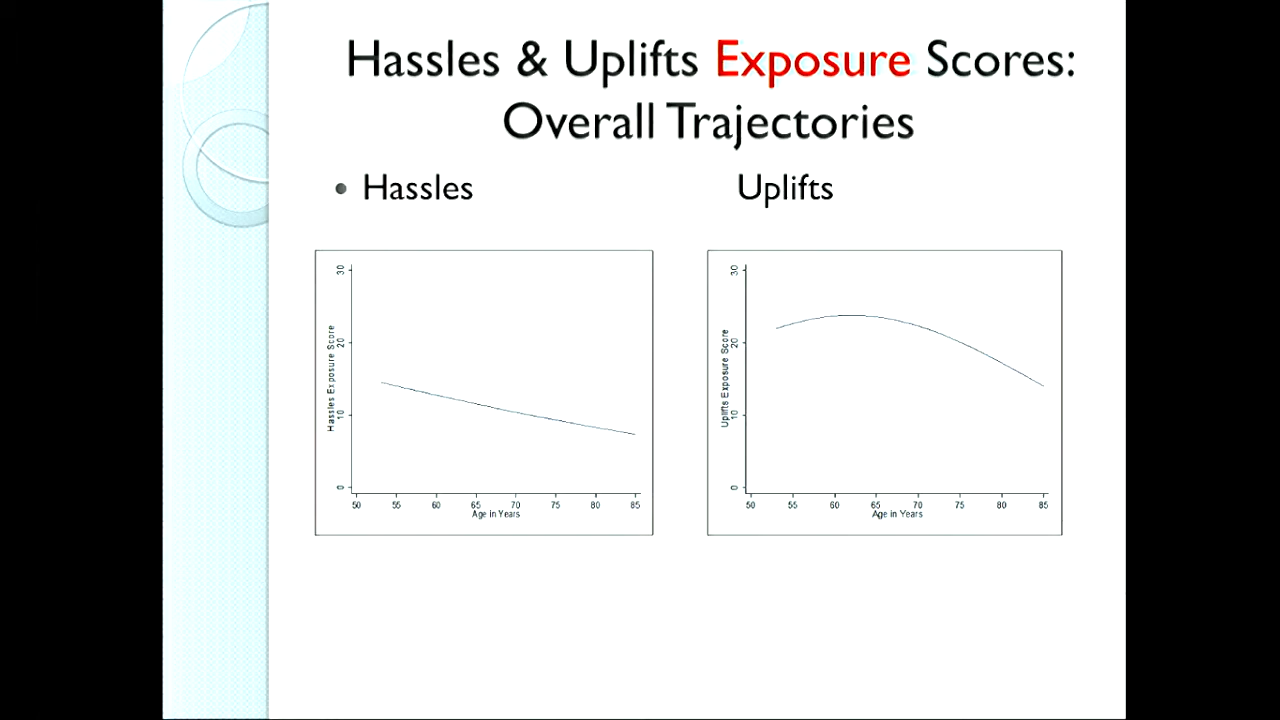 Hassles & Uplifts Exposure Scores:
Overall Trajectories
• Hassles
Uplifts
Hassles Exposure Score
30
20
10
0
50 55 60 65 70 75 80 85
Age in Years
Uplifts Exposure Score
30
20
10
0
50 55 60 65 70 75 80 85
Age in Years